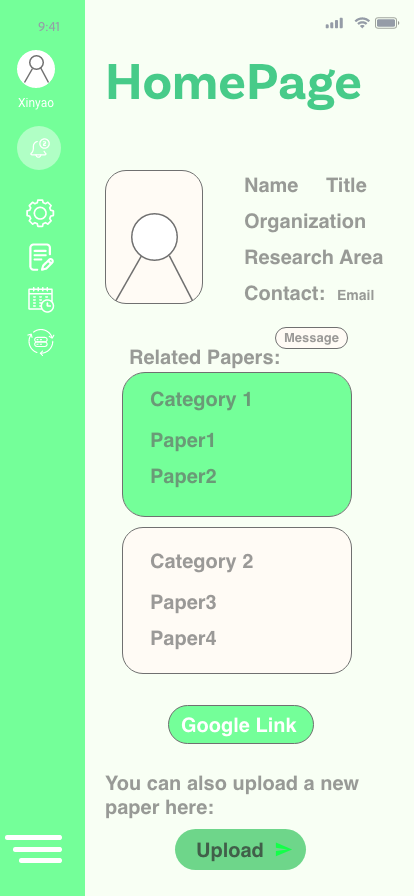 9:41
Xinyao
HomePage
Name Title
Organization
Research Area
Contact: Email
Message
Related Papers:
Category 1
Paper1
Paper2
Category 2
Paper3
Paper4
Google Link
You can also upload a new
paper here:
Upload